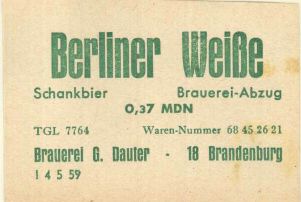 Berliner Weiße
Schankbier Brauerei-Abzug
0,37 MDN
TGL 7764 Waren-Nummer 68 45 26 21
Brauerei G. Dauter - 18 Brandenburg
1 4 5 59